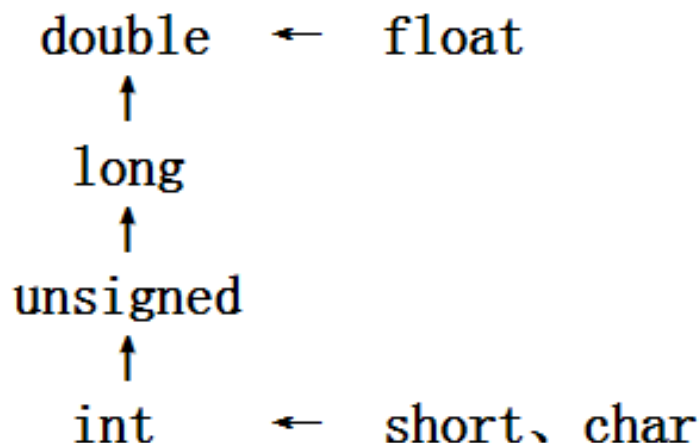 double ← float
↑
long
↑
unsigned
↑
int ← short、char